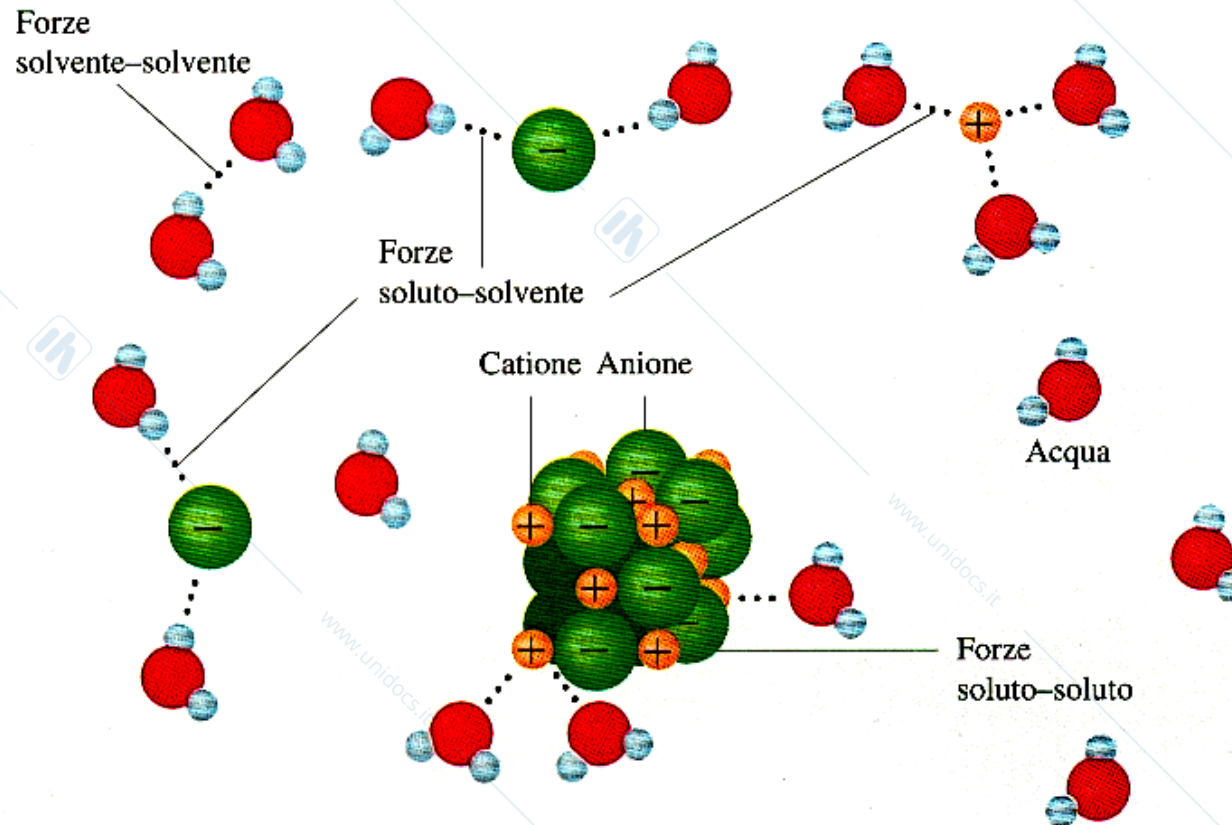 Forze
solvente–solvente
Forze
soluto–solvente
Catione Anione
Acqua
Forze
soluto–soluto
+
+
+
+
+
+
+
−
−
−
−
−
−
−
−
www.unidocs.it
www.unidocs.it